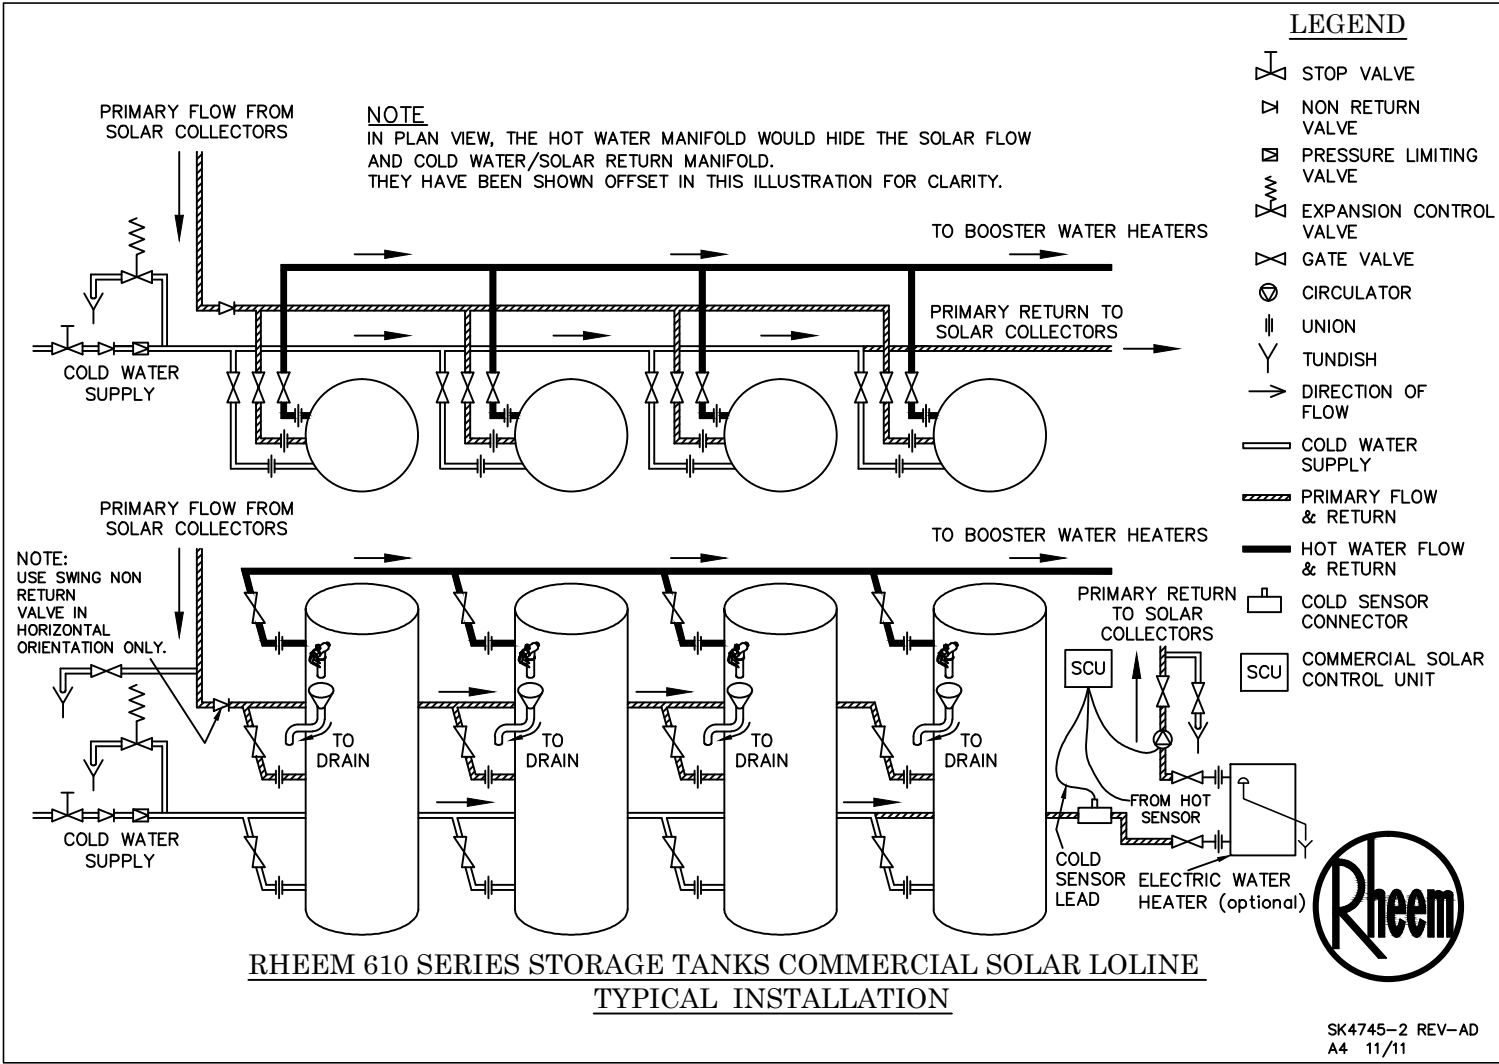 LEGEND
STOP VALVE
NON RETURN
VALVE
PRESSURE LIMITING
VALVE
EXPANSION CONTROL
VALVE
GATE VALVE
CIRCULATOR
UNION
TUNDISH
DIRECTION OF
FLOW
COLD WATER
SUPPLY
PRIMARY FLOW
& RETURN
HOT WATER FLOW
& RETURN
COLD SENSOR
CONNECTOR
SCU
COMMERCIAL SOLAR
CONTROL UNIT
PRIMARY FLOW FROM
SOLAR COLLECTORS
NOTE
IN PLAN VIEW, THE HOT WATER MANIFOLD WOULD HIDE THE SOLAR FLOW
AND COLD WATER/SOLAR RETURN MANIFOLD.
THEY HAVE BEEN SHOWN OFFSET IN THIS ILLUSTRATION FOR CLARITY.
TO BOOSTER WATER HEATERS
PRIMARY RETURN TO
SOLAR COLLECTORS
COLD WATER
SUPPLY
PRIMARY FLOW FROM
SOLAR COLLECTORS
TO BOOSTER WATER HEATERS
NOTE:
USE SWING NON
RETURN
VALVE IN
HORIZONTAL
ORIENTATION ONLY.
PRIMARY RETURN
TO SOLAR
COLLECTORS
SCU
TO
DRAIN
TO
DRAIN
TO
DRAIN
TO
DRAIN
FROM HOT
SENSOR
COLD WATER
SUPPLY
COLD
SENSOR
LEAD
ELECTRIC WATER
HEATER (optional)
Rheem
RHEEM 610 SERIES STORAGE TANKS COMMERCIAL SOLAR LOLINE
TYPICAL INSTALLATION
SK4745-2 REV-AD
A4 11/11